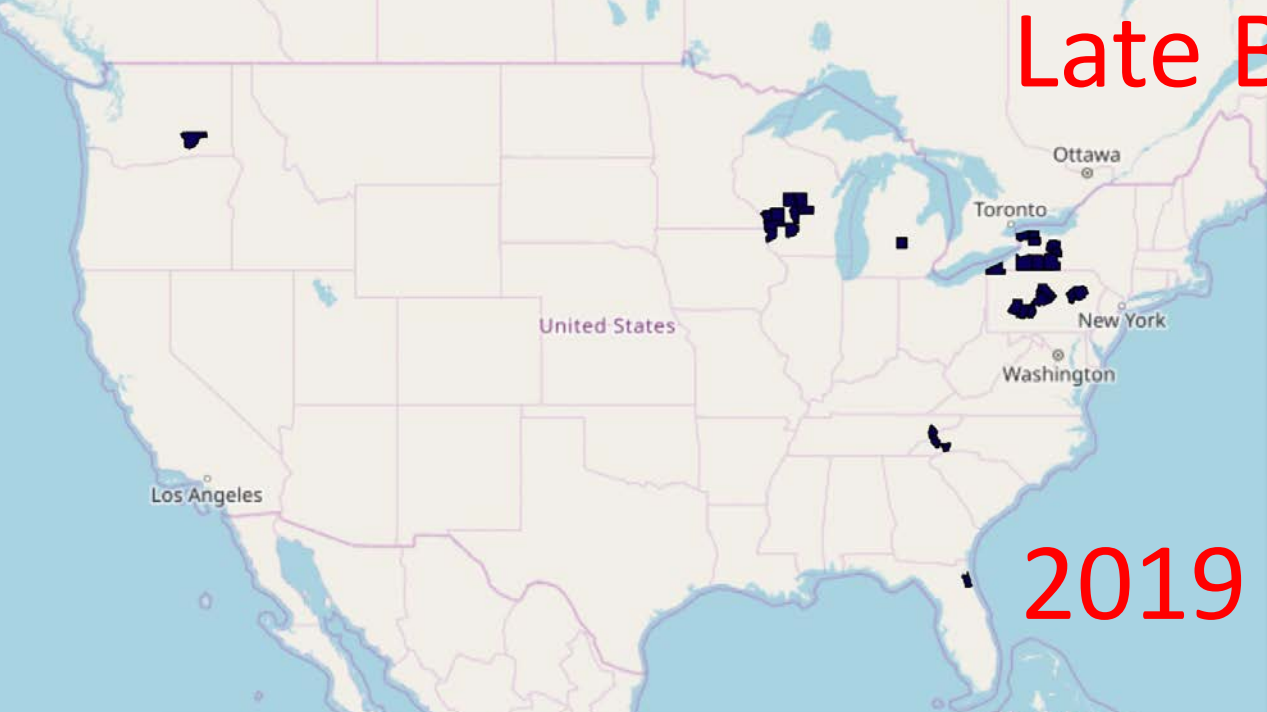 Late B
Ottawa
Toronto
United States
New York
Washington
Los Angeles
2019